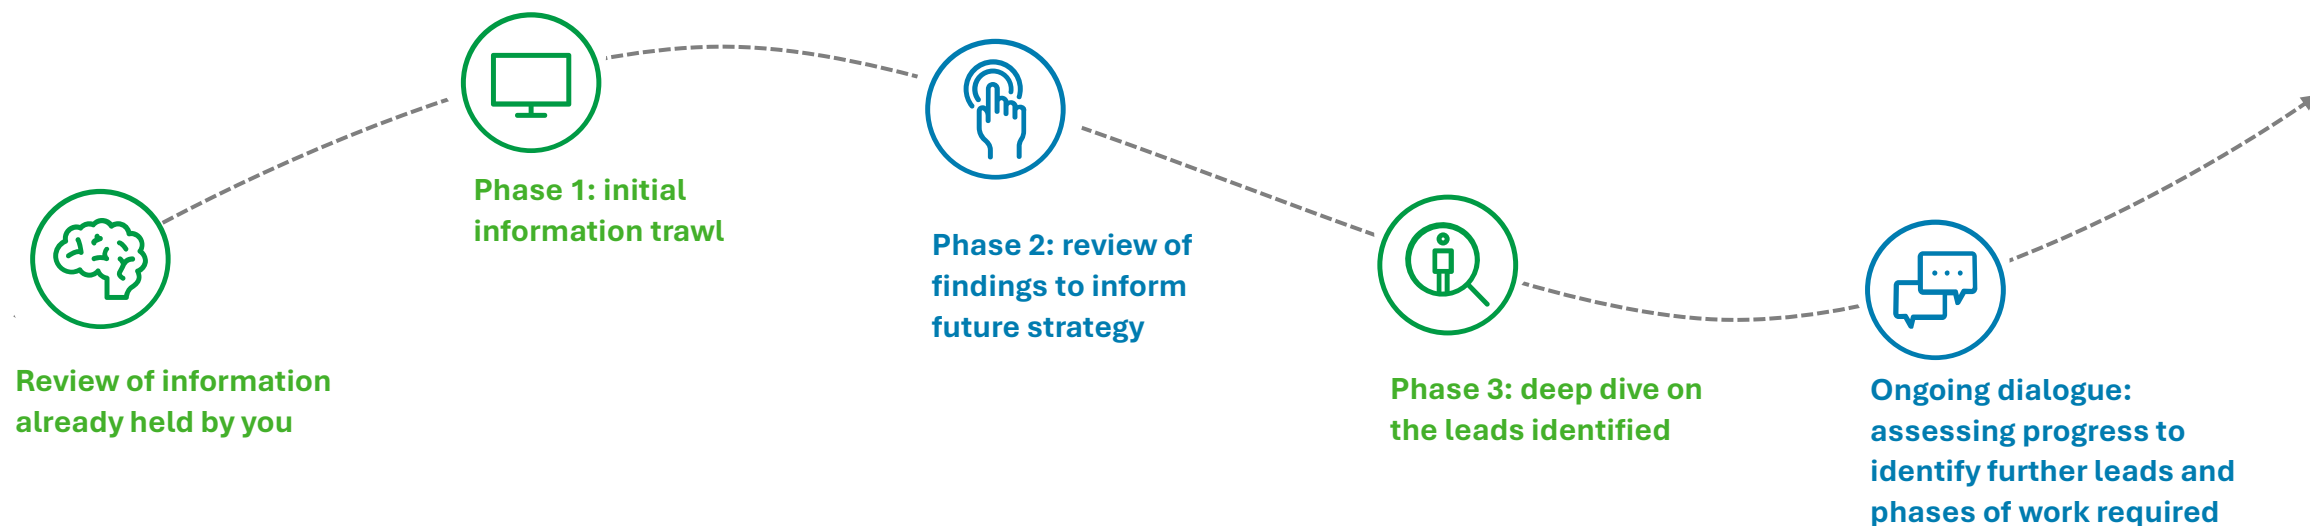 Review of information
already held by you
Phase 1: initial
information trawl
Phase 2: review of
findings to inform
future strategy
Phase 3: deep dive on
the leads identified
Ongoing dialogue:
assessing progress to
identify further leads and
phases of work required